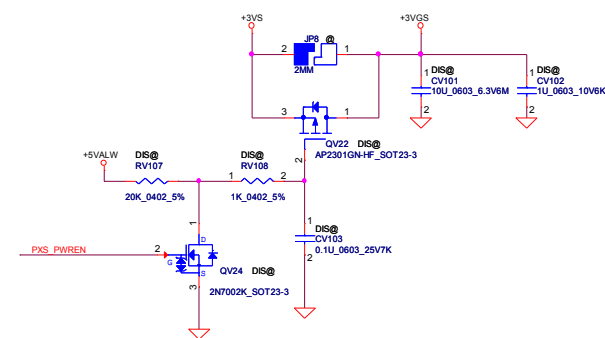 +3VS
+3VGS
JP8 @
2 1
2MM
DIS@
CV101
10U_0603_6.3V6M
1
2
DIS@
CV102
1U_0603_10V6K
1
2
3 1
QV22 DIS@
AP2301GN-HF_SOT23-3
2
+5VALW
DIS@
RV107
20K_0402_5%
DIS@
RV108
1 2
1K_0402_5%
1
DIS@
CV103
0.1U_0603_25V7K
2
PXS_PWREN
2
1
D
G
S
3
QV24 DIS@
2N7002K_SOT23-3